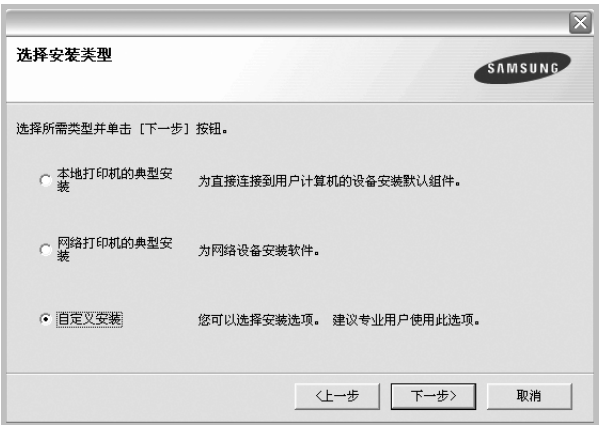 选择安装类型
SAMSUNG
选择所需类型并单击 [下一步] 按钮。
本地打印机的典型安
装
为直接连接到用户计算机的设备安装默认组件。
网络打印机的典型安
装
为网络设备安装软件。
自定义安装
您可以选择安装选项。 建议专业用户使用此选项。
<上一步
下一步>
取消